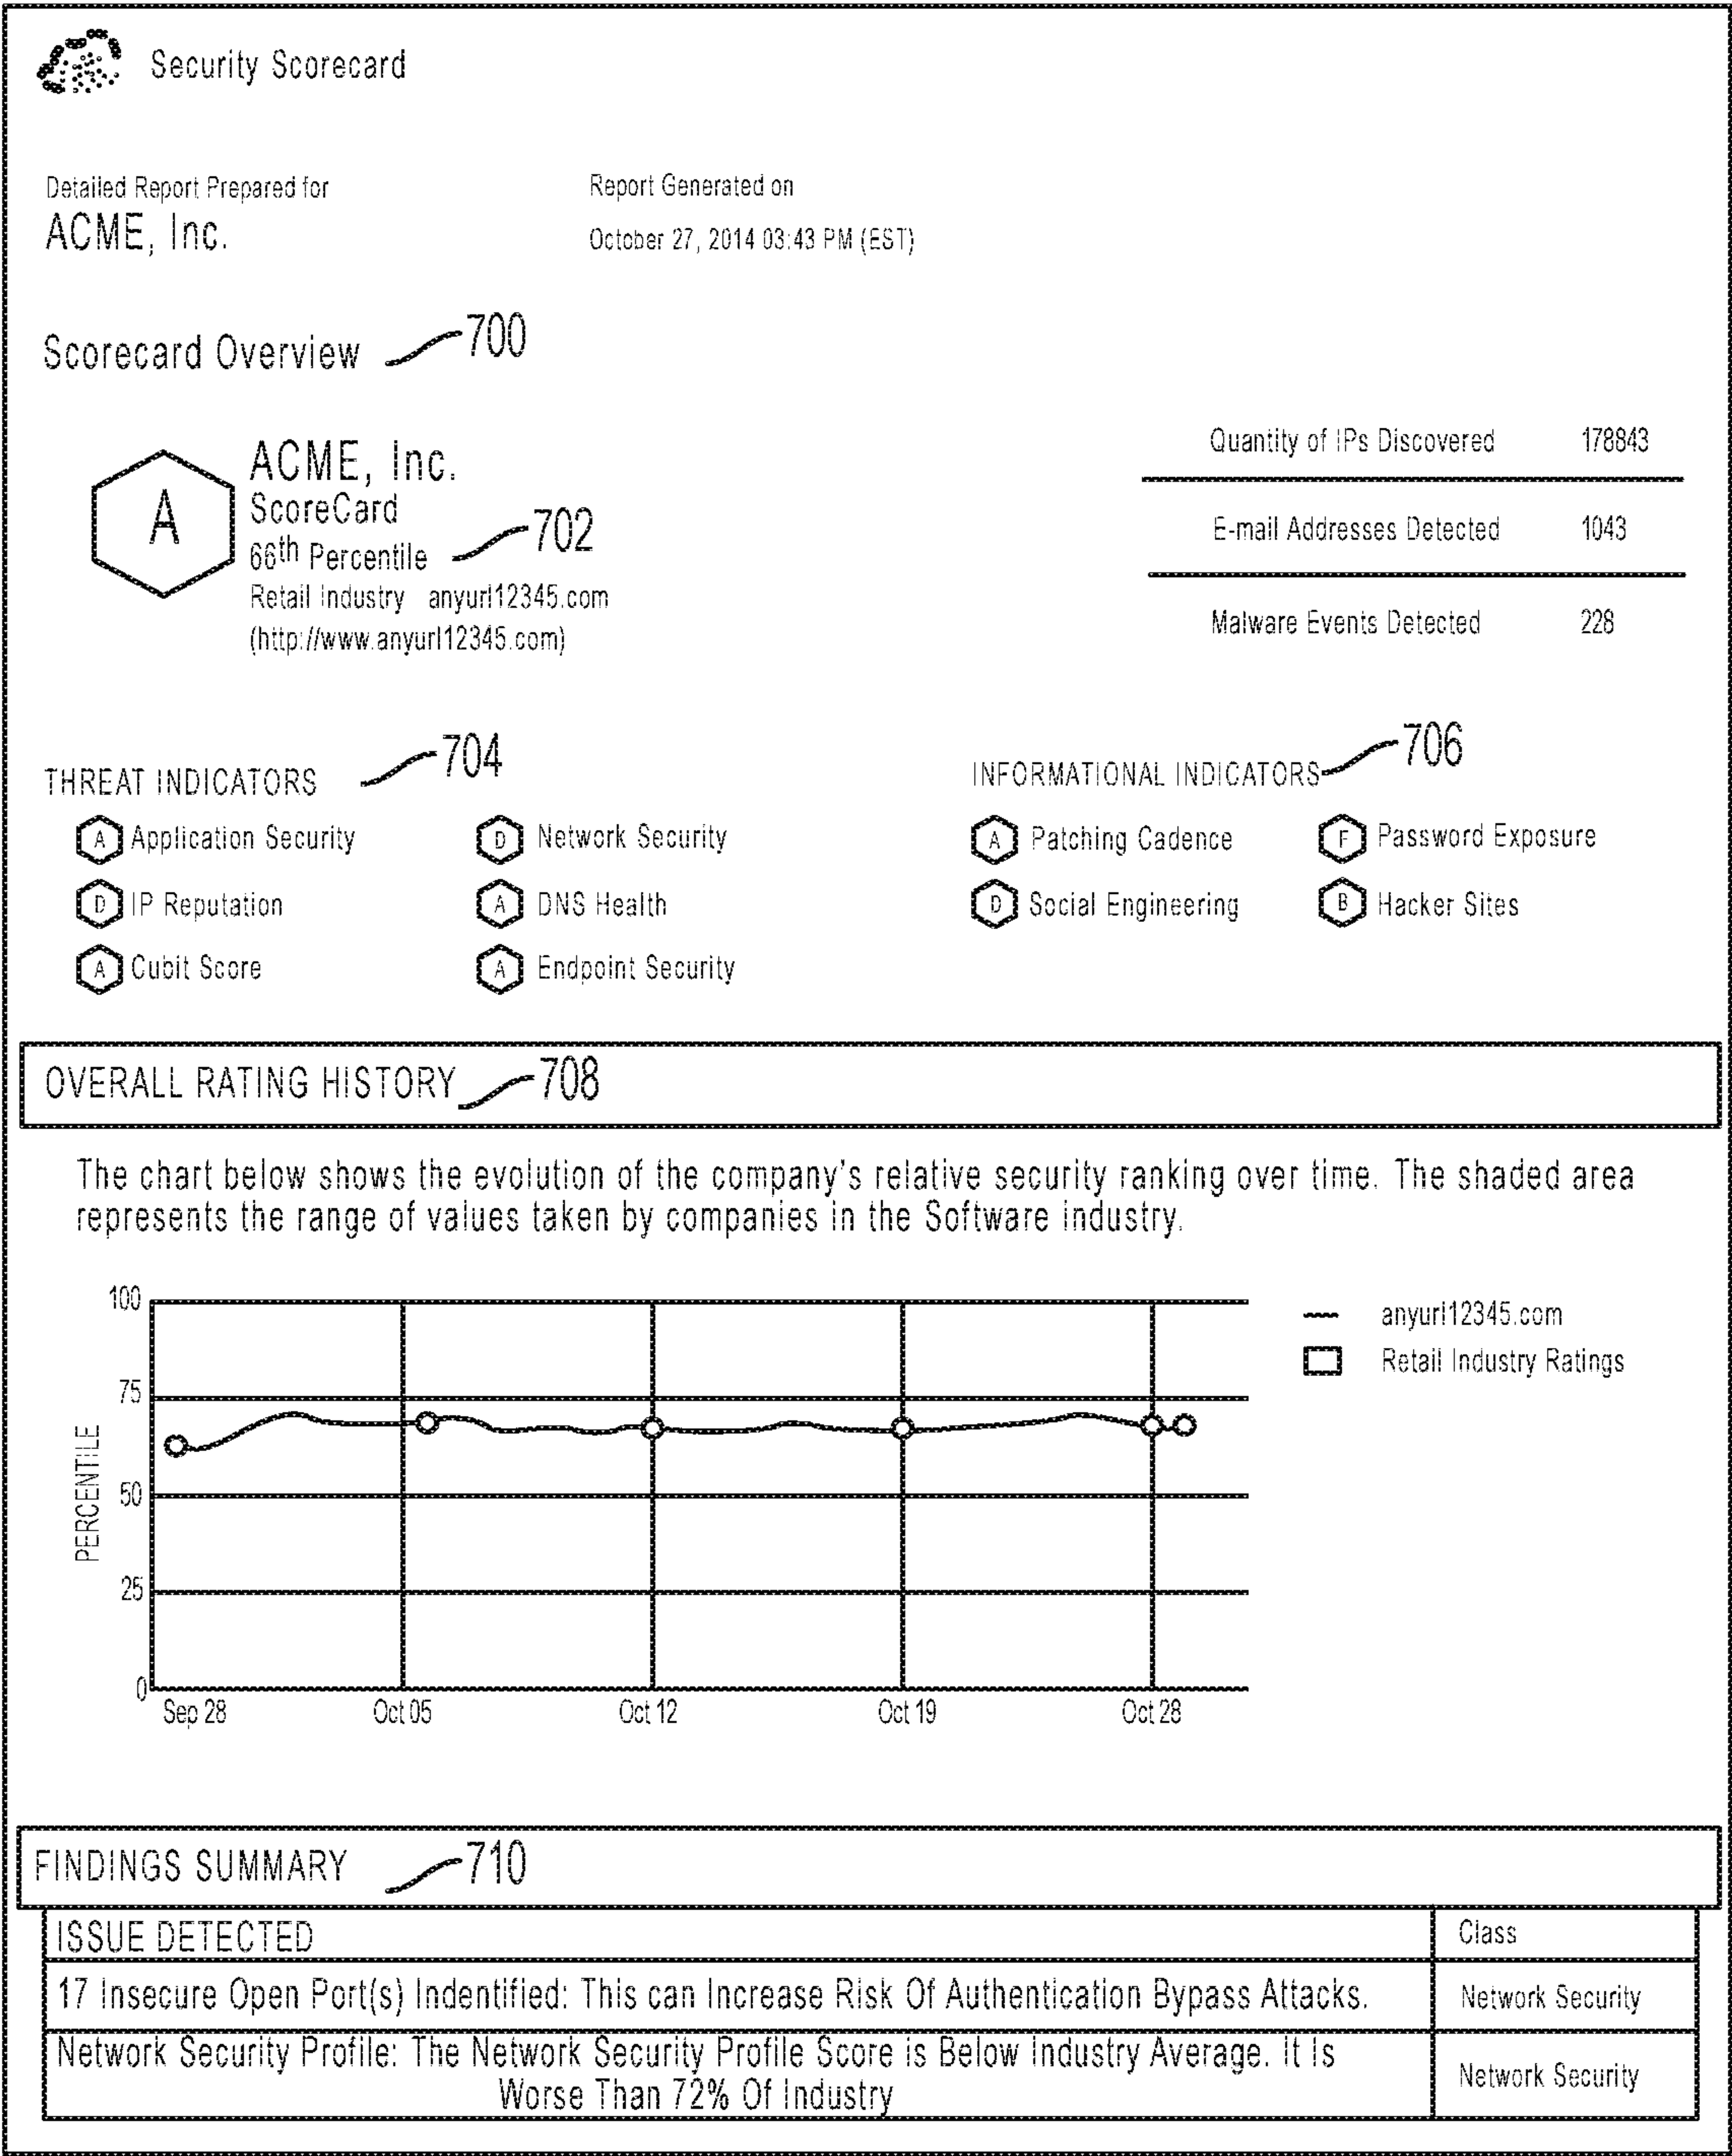 Security Scorecard
Detailed Report Prepared for
ACME, Inc.
Report Generated on
October 27, 2014 03:43 PM (EST)
Scorecard Overview 700
A
ACME, Inc.
ScoreCard
66th Percentile 702
Retail Industry anyurl12345.com
(http://www.anyurl12345.com)
Quantity of IPs Discovered 178843
E-mail Addresses Detected 1043
Malware Events Detected 228
THREAT INDICATORS 704
A Application Security D Network Security
D IP Reputation A DNS Health
A Cubit Score A Endpoint Security
INFORMATIONAL INDICATORS 706
A Patching Cadence F Password Exposure
D Social Engineering B Hacker Sites
OVERALL RATING HISTORY 708
The chart below shows the evolution of the company's relative security ranking over time. The shaded area
represents the range of values taken by companies in the Software industry.
PERCENTILE
100
75
50
25
0
Sep 28 Oct 05 Oct 12 Oct 19 Oct 28
anyurl12345.com
Retail Industry Ratings
FINDINGS SUMMARY 710
ISSUE DETECTED Class
17 Insecure Open Port(s) Indentified: This can Increase Risk Of Authentication Bypass Attacks. Network Security
Network Security Profile: The Network Security Profile Score is Below Industry Average. It Is
Worse Than 72% Of Industry Network Security